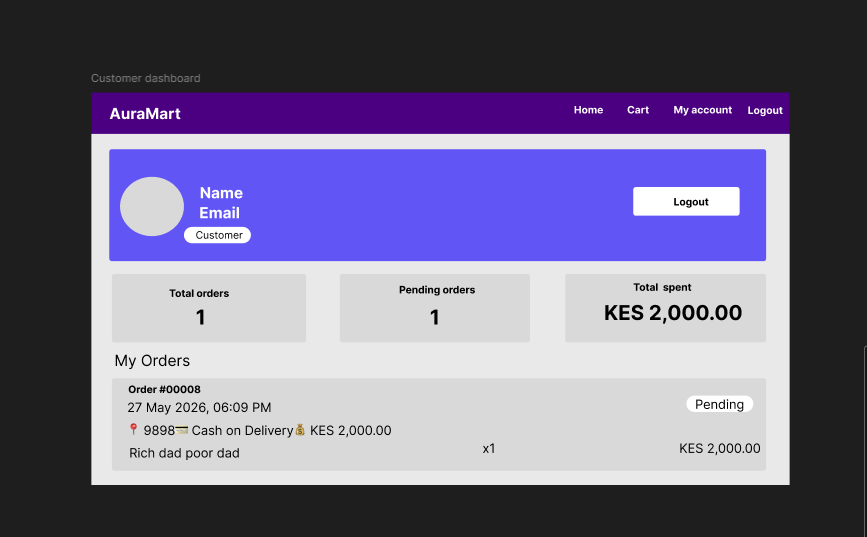 Customer dashboard
AuraMart
Home Cart My account Logout
Name
Email
Customer
Logout
Total orders
1
Pending orders
1
Total spent
KES 2,000.00
My Orders
Order #00008
27 May 2026, 06:09 PM
Pending
📍 9898💳 Cash on Delivery💰 KES 2,000.00
Rich dad poor dad x1 KES 2,000.00